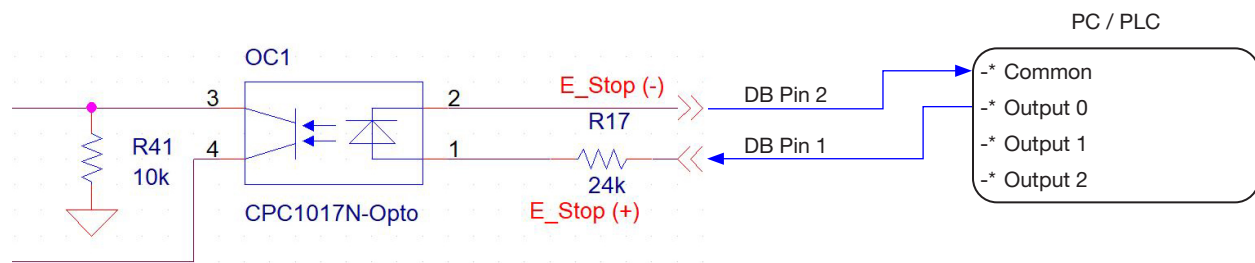 PC / PLC
OC1
3
2
E_Stop (-)
DB Pin 2
-* Common
R17
-* Output 0
R41
10k
4
1
DB Pin 1
-* Output 1
24k
-* Output 2
CPC1017N-Opto
E_Stop (+)